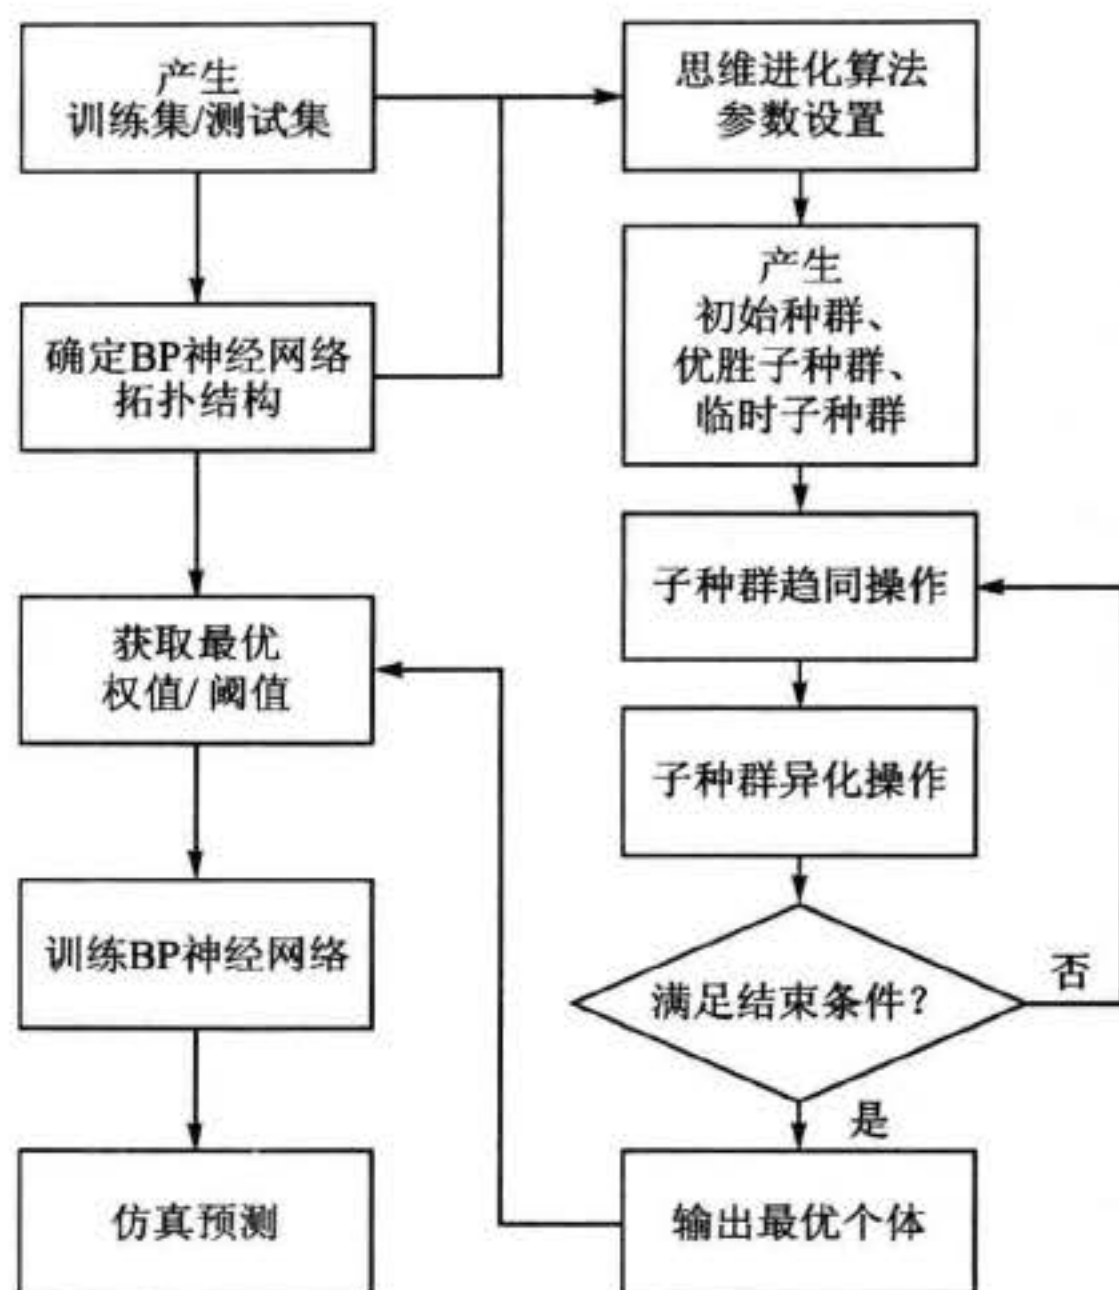 产生
训练集/测试集
确定BP神经网络
拓扑结构
获取最优
权值/阈值
训练BP神经网络
仿真预测
思维进化算法
参数设置
产生
初始种群、
优胜子种群、
临时子种群
子种群趋同操作
子种群异化操作
满足结束条件?
否
是
输出最优个体